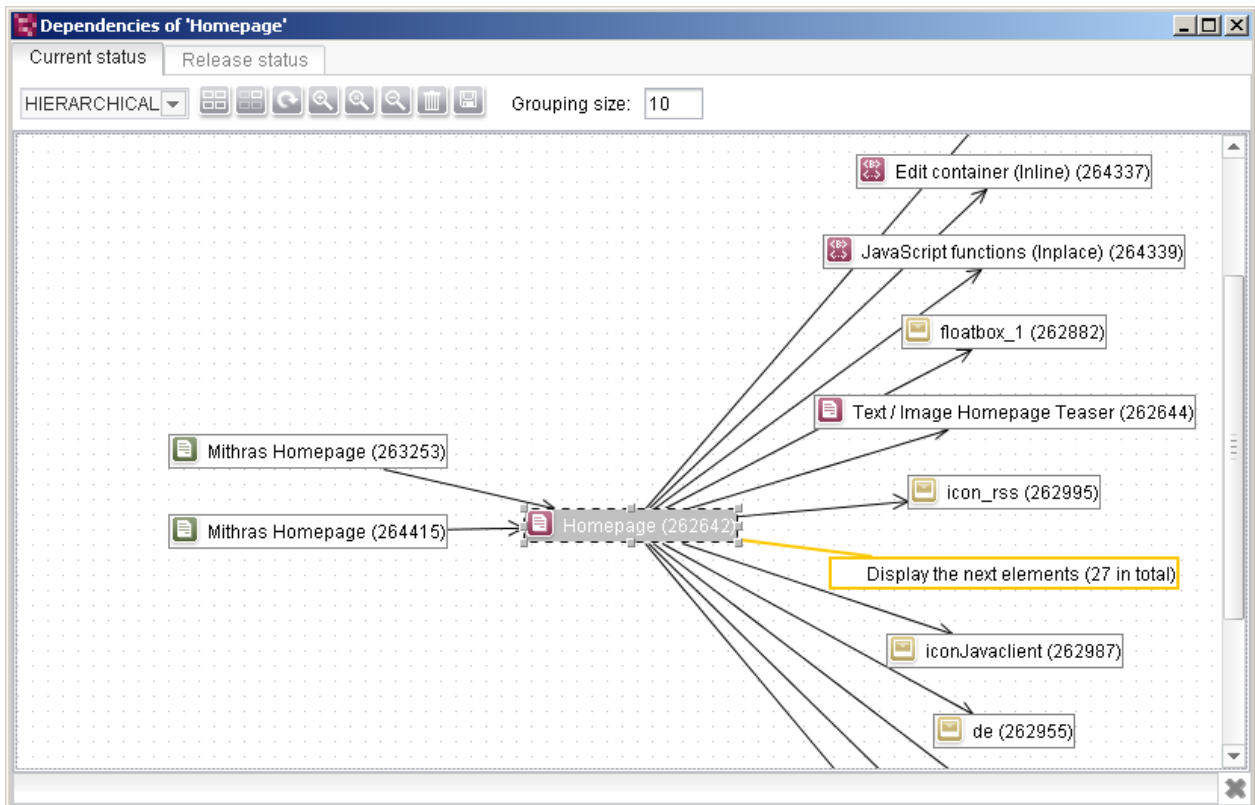 Dependencies of 'Homepage'
Current status
Release status
HIERARCHICAL
Grouping size: 10
Edit container (Inline) (264337)
JavaScript functions (Inplace) (264339)
floatbox_1 (262882)
Text / Image Homepage Teaser (262644)
Mithras Homepage (263253)
icon_rss (262995)
Homepage (262642)
Mithras Homepage (264415)
Display the next elements (27 in total)
iconJavaclient (262987)
de (262955)